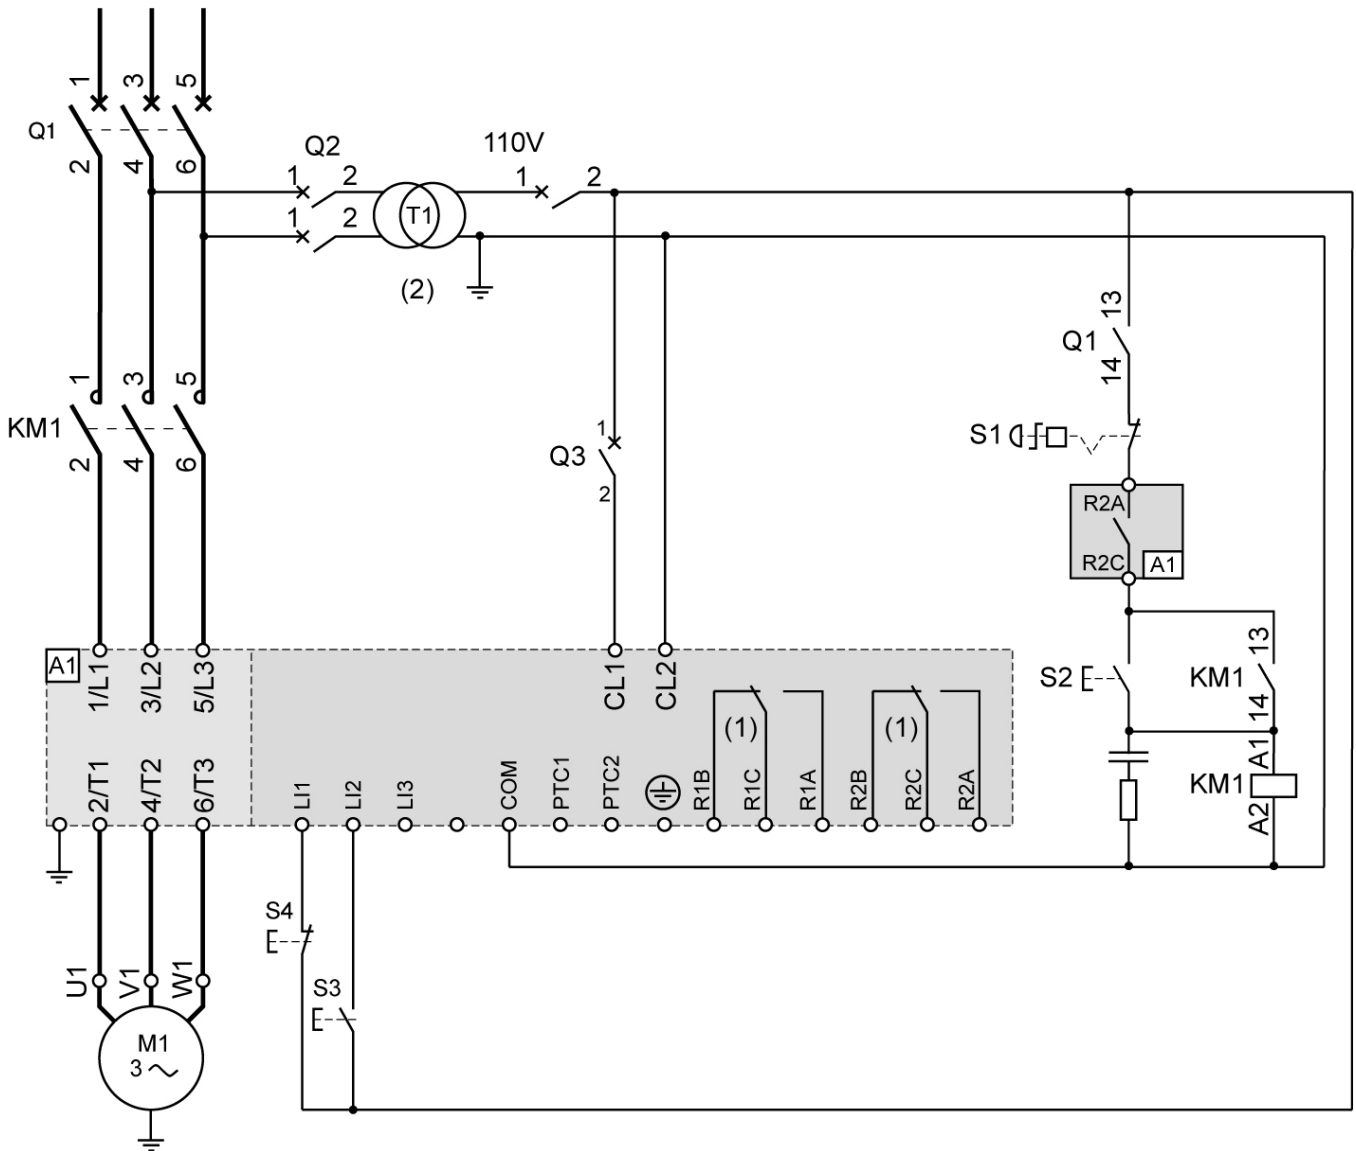 1 3 5
Q1
2 4 6
Q2
110V
1 2
1 2
T1
1 2
(2)
13
Q1
14
1 3 5
KM1
2 4 6
1
Q3
2
S1
R2A
R2C
A1
A1
1/L1
3/L2
5/L3
CL1
CL2
13
S2
KM1
14
(1)
(1)
2/T1
4/T2
6/T3
LI1
LI2
LI3
COM
PTC1
PTC2
R1B
R1C
R1A
R2B
R2C
R2A
A1
KM1
A2
S4
S3
U1
V1
W1
M1
3